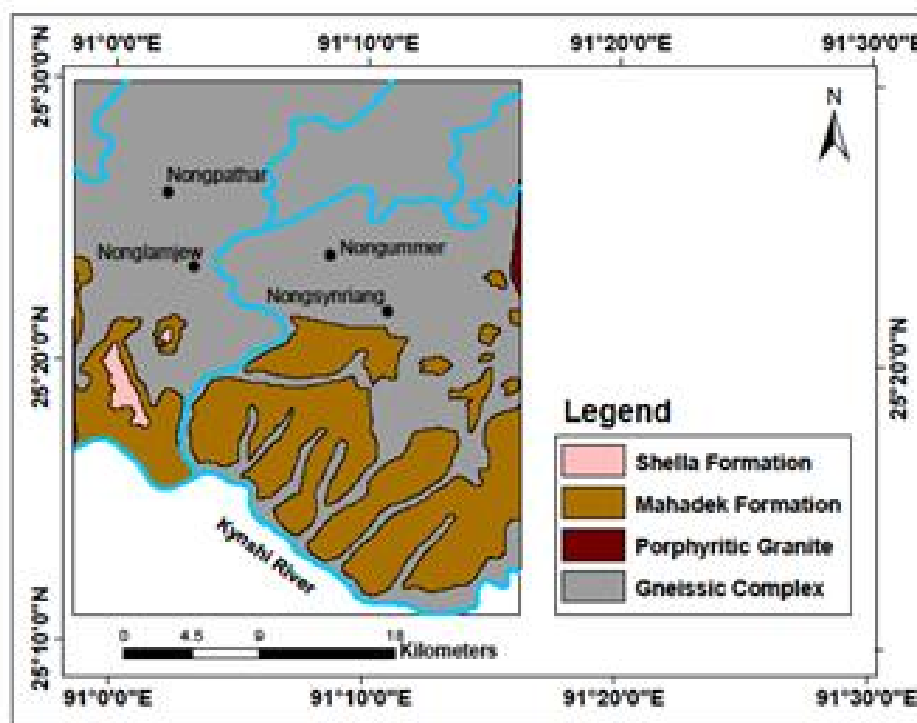 91°0'0"E 91°10'0"E 91°20'0"E 91°30'0"E
25°30'0"N
N
Nongpathar
Nonglamjew
Nongummer
Nongsynriang
25°20'0"N
25°20'0"N
Legend
Shella Formation
Mahadek Formation
Porphyritic Granite
Gneissic Complex
Kynshi River
25°10'0"N
25°10'0"N
0 4.5 9 18
Kilometers
91°0'0"E 91°10'0"E 91°20'0"E 91°30'0"E